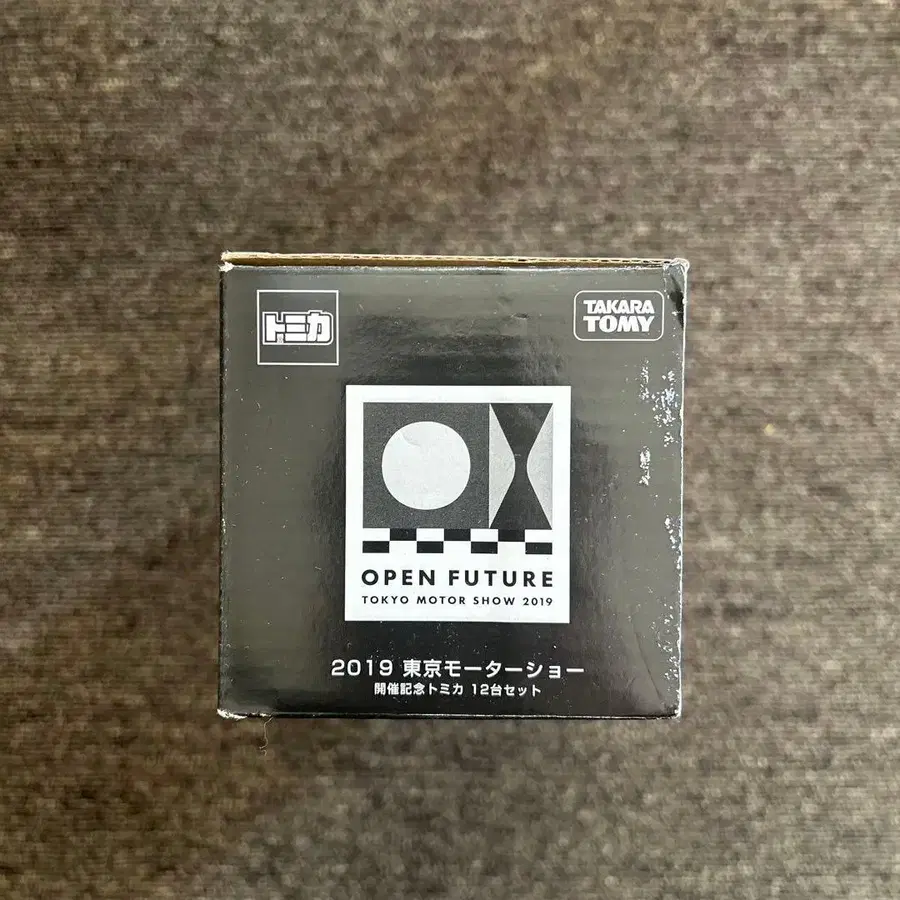 トミカ
TAKARA
TOMY
OPEN FUTURE
TOKYO MOTOR SHOW 2019
2019 東京モーターショー
開催記念トミカ 12台セット